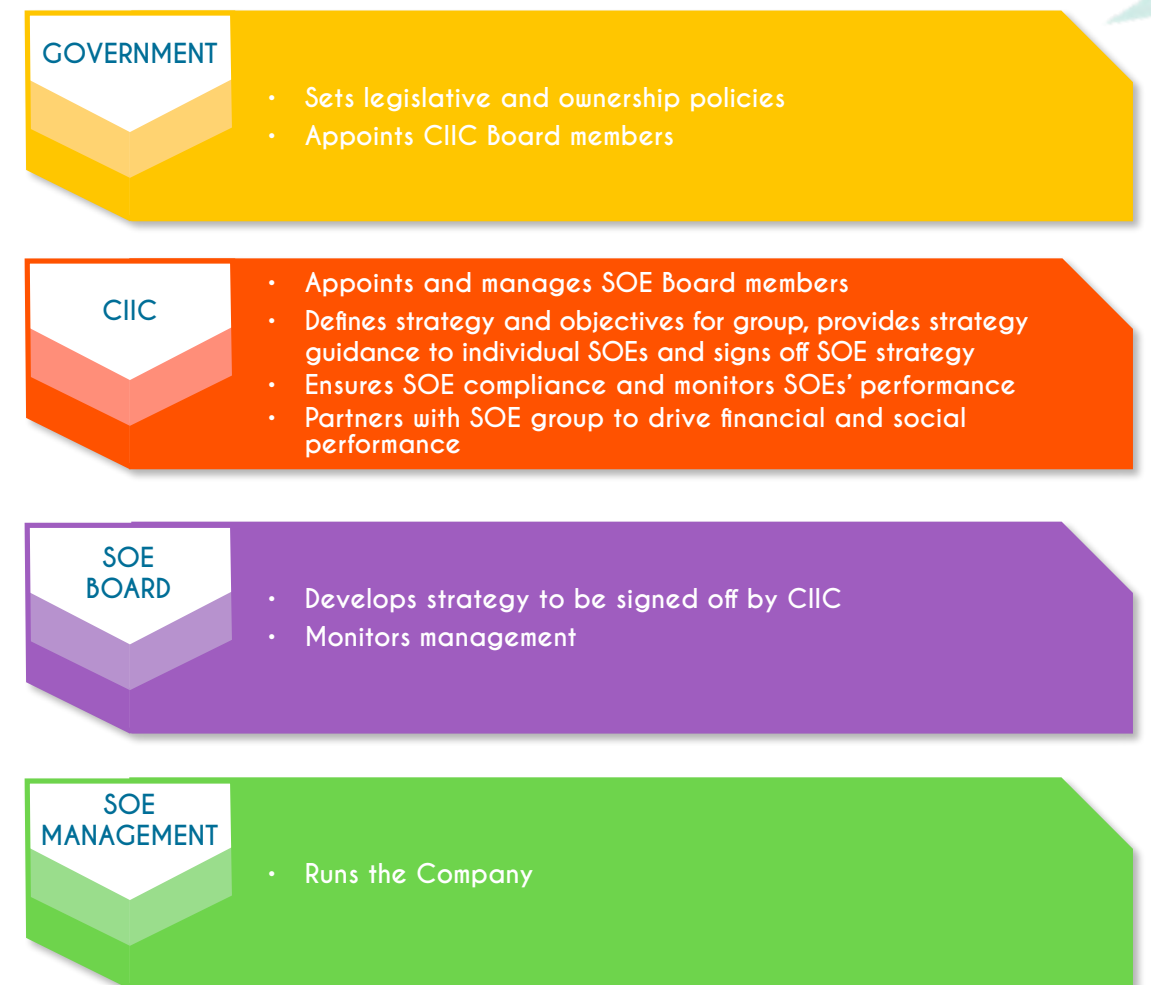 GOVERNMENT
• Sets legislative and ownership policies
• Appoints CIIC Board members
CIIC
• Appoints and manages SOE Board members
• Defines strategy and objectives for group, provides strategy
guidance to individual SOEs and signs off SOE strategy
• Ensures SOE compliance and monitors SOEs' performance
• Partners with SOE group to drive financial and social
performance
SOE
BOARD
• Develops strategy to be signed off by CIIC
• Monitors management
SOE
MANAGEMENT
• Runs the Company